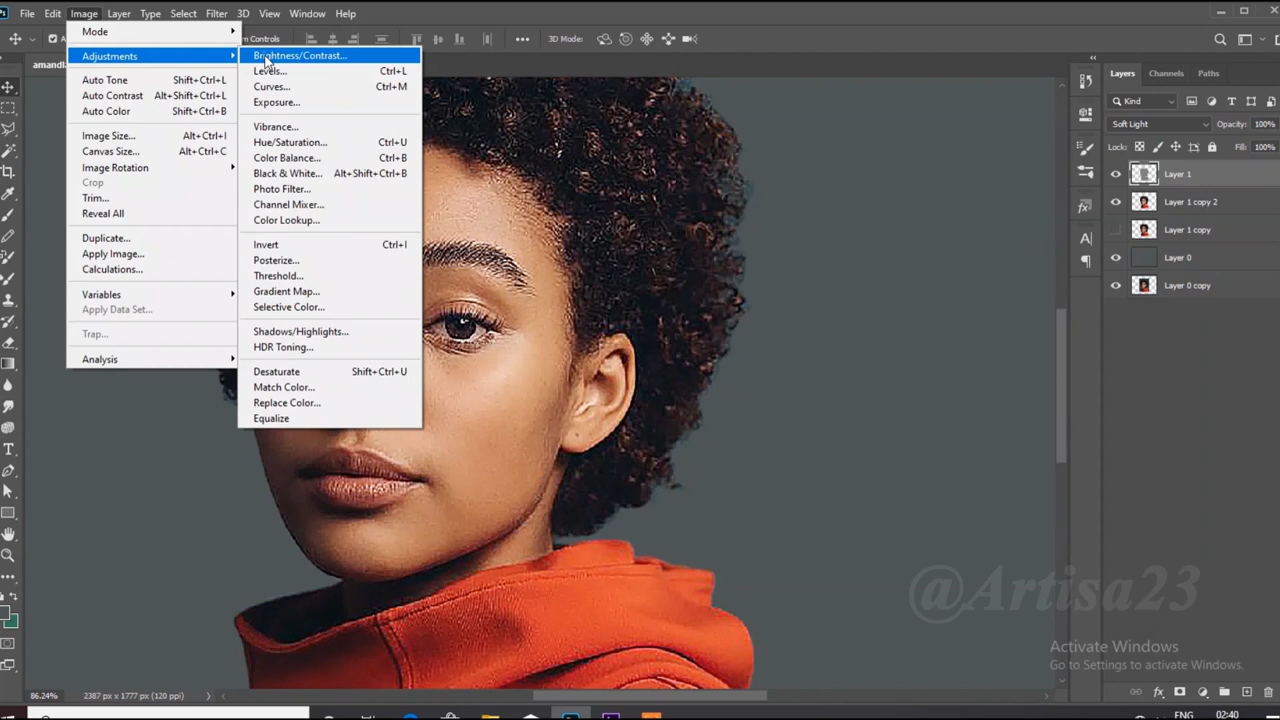 Ps File Edit Image Layer Type Select Filter 3D View Window Help
3D Mode:
Mode
Adjustments
Auto Tone Shift+Ctrl+L
Auto Contrast Alt+Shift+Ctrl+L
Auto Color Shift+Ctrl+B
Image Size... Alt+Ctrl+I
Canvas Size... Alt+Ctrl+C
Image Rotation
Crop
Trim...
Reveal All
Duplicate...
Apply Image...
Calculations...
Variables
Apply Data Set...
Trap...
Analysis
Brightness/Contrast...
Levels... Ctrl+L
Curves... Ctrl+M
Exposure...
Vibrance...
Hue/Saturation... Ctrl+U
Color Balance... Ctrl+B
Black & White... Alt+Shift+Ctrl+B
Photo Filter...
Channel Mixer...
Color Lookup...
Invert Ctrl+I
Posterize...
Threshold...
Gradient Map...
Selective Color...
Shadows/Highlights...
HDR Toning...
Desaturate Shift+Ctrl+U
Match Color...
Replace Color...
Equalize
Layers Channels Paths
Kind
Soft Light Opacity: 100%
Lock: Fill: 100%
Layer 1
Layer 1 copy 2
Layer 1 copy
Layer 0
Layer 0 copy
@Artisa23
Activate Windows
Go to Settings to activate Windows.
86.24% 2387 px x 1777 px (120 ppi)
ENG 02:40